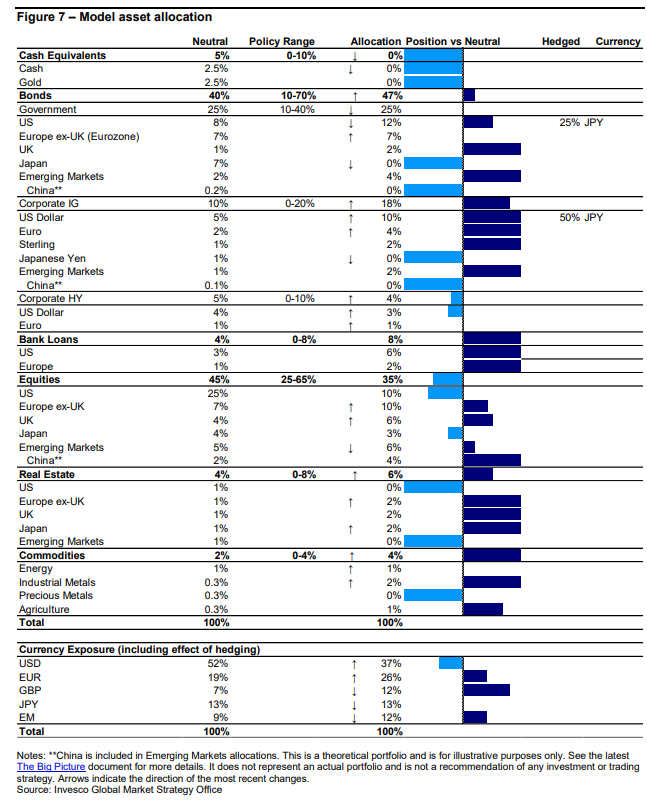 Figure 7 – Model asset allocation
Neutral Policy Range Allocation Position vs Neutral Hedged Currency
Cash Equivalents 5% 0-10% ↓ 0%
Cash 2.5% ↓ 0%
Gold 2.5% 0%
Bonds 40% 10-70% ↑ 47%
Government 25% 10-40% ↓ 25%
US 8% ↓ 12% 25% JPY
Europe ex-UK (Eurozone) 7% ↑ 7%
UK 1% 2%
Japan 7% ↓ 0%
Emerging Markets 2% 4%
China** 0.2% 0%
Corporate IG 10% 0-20% ↑ 18%
US Dollar 5% ↑ 10% 50% JPY
Euro 2% ↑ 4%
Sterling 1% 2%
Japanese Yen 1% ↓ 0%
Emerging Markets 1% 2%
China** 0.1% 0%
Corporate HY 5% 0-10% ↑ 4%
US Dollar 4% ↑ 3%
Euro 1% ↑ 1%
Bank Loans 4% 0-8% 8%
US 3% 6%
Europe 1% 2%
Equities 45% 25-65% 35%
US 25% 10%
Europe ex-UK 7% ↑ 10%
UK 4% ↑ 6%
Japan 4% 3%
Emerging Markets 5% ↓ 6%
China** 2% 4%
Real Estate 4% 0-8% ↑ 6%
US 1% 0%
Europe ex-UK 1% ↑ 2%
UK 1% 2%
Japan 1% ↑ 2%
Emerging Markets 1% 0%
Commodities 2% 0-4% ↑ 4%
Energy 1% ↑ 1%
Industrial Metals 0.3% ↑ 2%
Precious Metals 0.3% 0%
Agriculture 0.3% 1%
Total 100% 100%
Currency Exposure (including effect of hedging)
USD 52% ↑ 37%
EUR 19% ↑ 26%
GBP 7% ↓ 12%
JPY 13% ↓ 13%
EM 9% ↓ 12%
Total 100% 100%
Notes: **China is included in Emerging Markets allocations. This is a theoretical portfolio and is for illustrative purposes only. See the latest
The Big Picture document for more details. It does not represent an actual portfolio and is not a recommendation of any investment or trading
strategy. Arrows indicate the direction of the most recent changes.
Source: Invesco Global Market Strategy Office